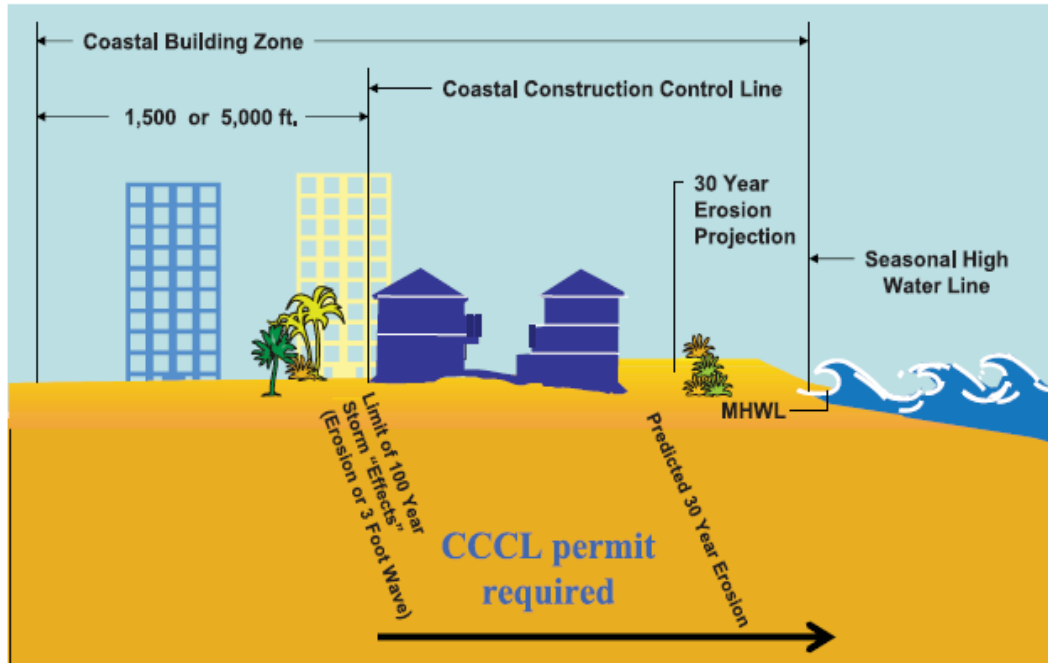 Coastal Building Zone
Coastal Construction Control Line
1,500 or 5,000 ft.
30 Year
Erosion
Projection
Seasonal High
Water Line
MHWL
Limit of 100 Year
Storm “Effects”
(Erosion or 3 Foot Wave)
Predicted 30 Year Erosion
CCCL permit
required